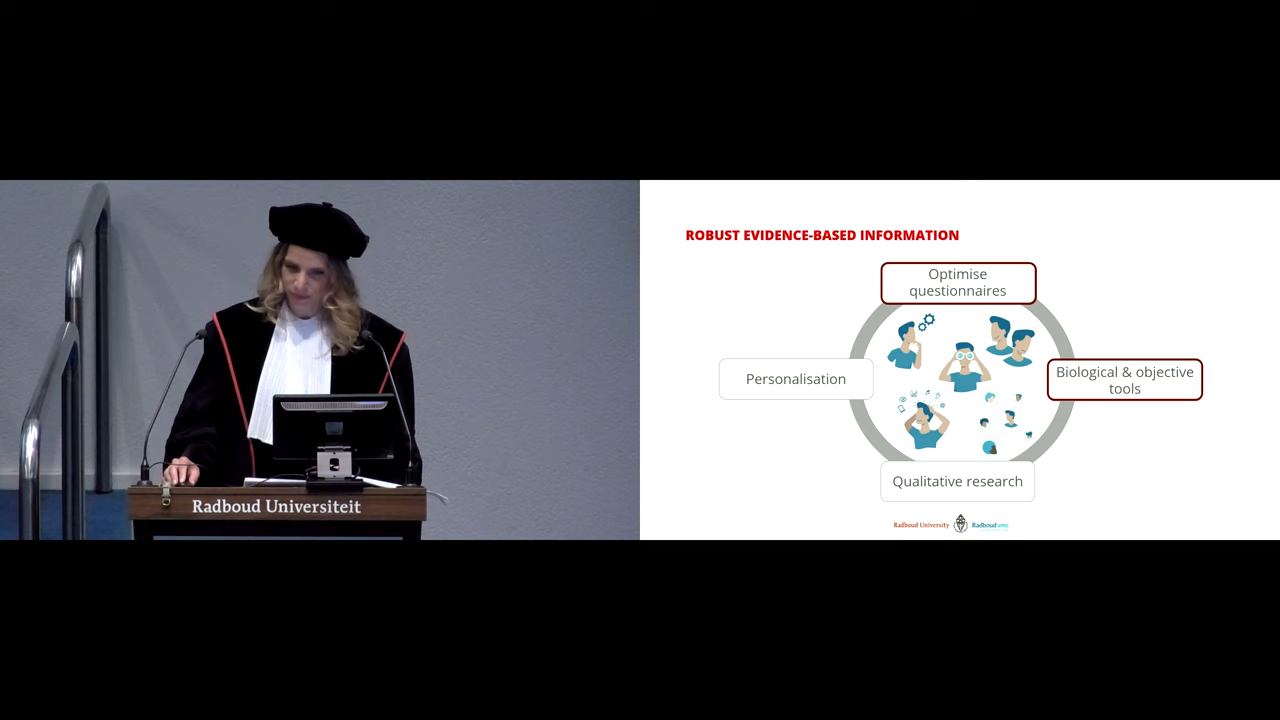 Radboud Universiteit
ROBUST EVIDENCE-BASED INFORMATION
Optimise
questionnaires
Personalisation
Biological & objective
tools
Qualitative research
Radboud University
Radboudumc